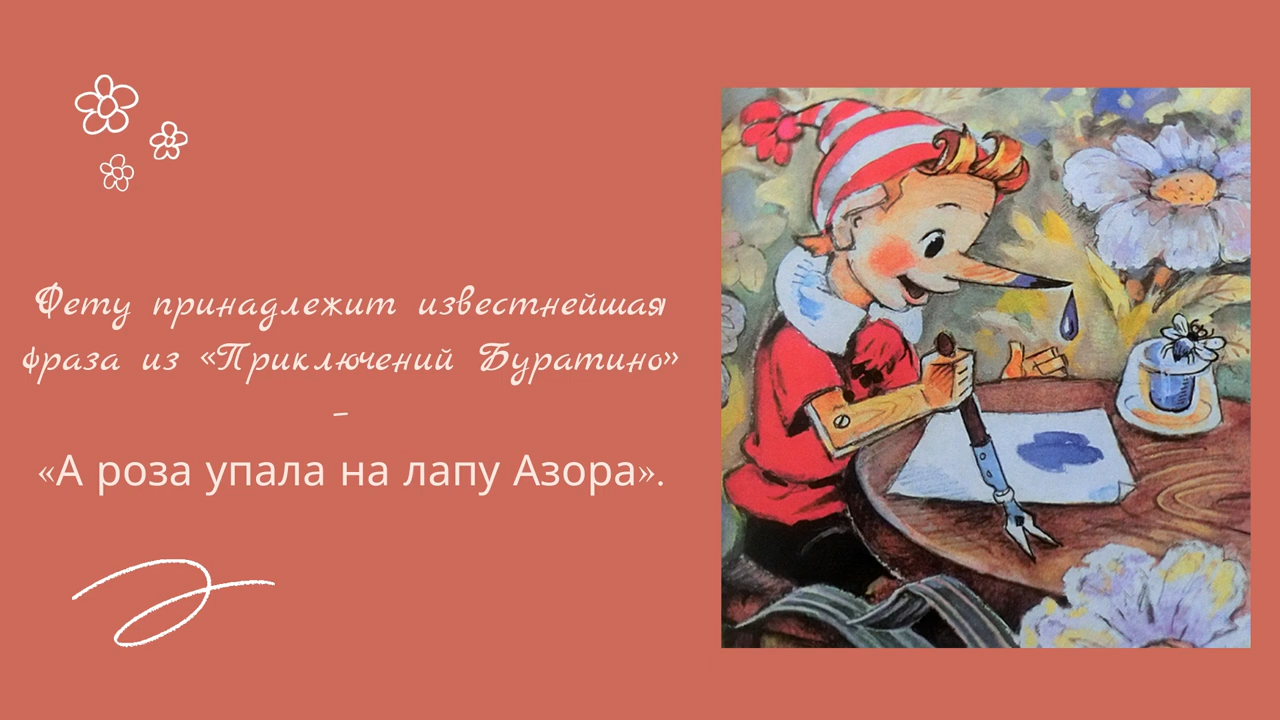 Фету принадлежит известнейшая
фраза из «Приключений Буратино»
–
«А роза упала на лапу Азора».